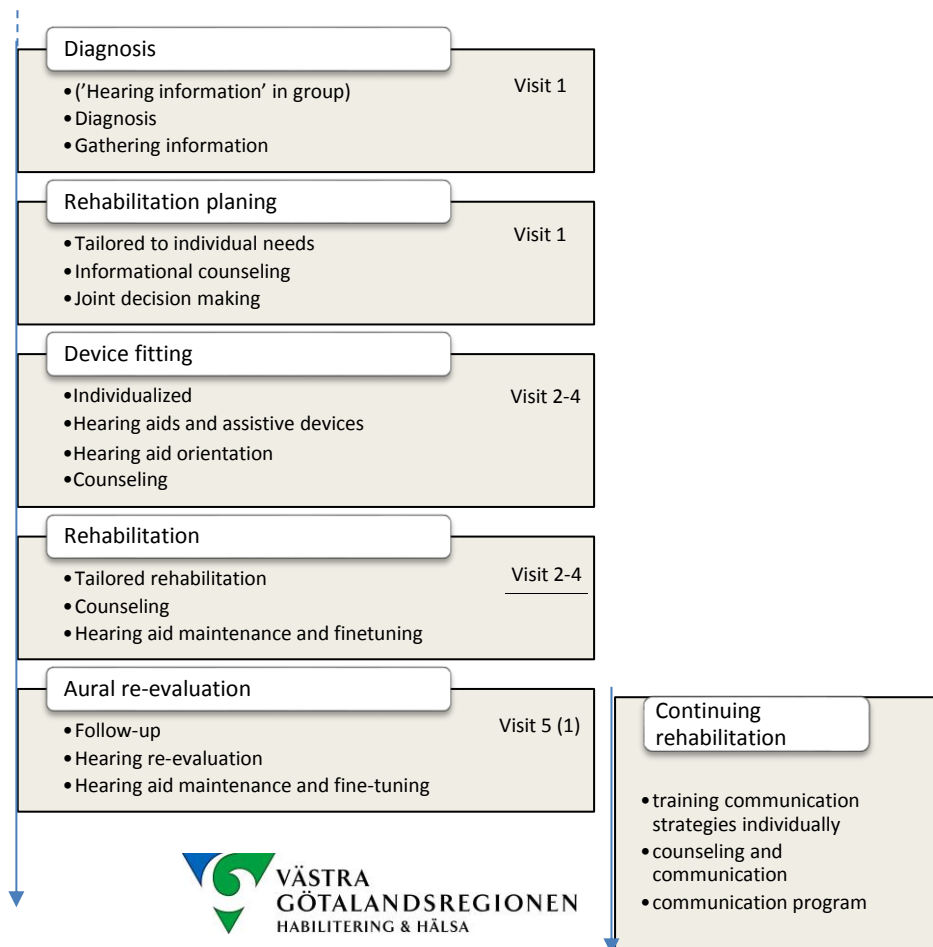 Diagnosis
Visit 1
•('Hearing information' in group)
•Diagnosis
•Gathering information
Rehabilitation planing
Visit 1
•Tailored to individual needs
•Informational counseling
•Joint decision making
Device fitting
Visit 2-4
•Individualized
•Hearing aids and assistive devices
•Hearing aid orientation
•Counseling
Rehabilitation
Visit 2-4
•Tailored rehabilitation
•Counseling
•Hearing aid maintenance and finetuning
Aural re-evaluation
Visit 5 (1)
•Follow-up
•Hearing re-evaluation
•Hearing aid maintenance and fine-tuning
Continuing
rehabilitation
•training communication
strategies individually
•counseling and
communication
•communication program
VÄSTRA
GÖTALANDSREGIONEN
HABILITERING & HÄLSA